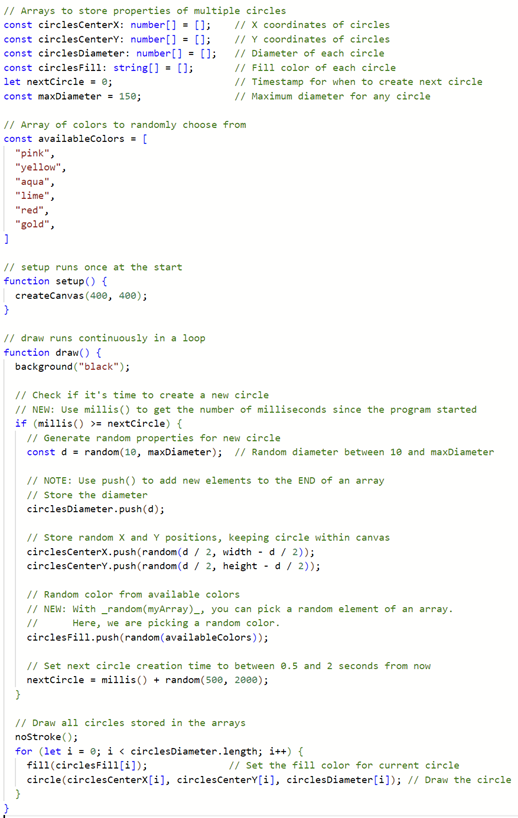 // Arrays to store properties of multiple circles
const circlesCenterX: number[] = [];    // X coordinates of circles
const circlesCenterY: number[] = [];    // Y coordinates of circles
const circlesDiameter: number[] = [];   // Diameter of each circle
const circlesFill: string[] = [];       // Fill color of each circle
let nextCircle = 0;                     // Timestamp for when to create next circle
const maxDiameter = 150;                // Maximum diameter for any circle

// Array of colors to randomly choose from
const availableColors = [
  "pink",
  "yellow",
  "aqua",
  "lime",
  "red",
  "gold",
]

// setup runs once at the start
function setup() {
  createCanvas(400, 400);
}

// draw runs continuously in a loop
function draw() {
  background("black");

  // Check if it's time to create a new circle
  // NEW: Use millis() to get the number of milliseconds since the program started
  if (millis() >= nextCircle) {
    // Generate random properties for new circle
    const d = random(10, maxDiameter);  // Random diameter between 10 and maxDiameter

    // NOTE: Use push() to add new elements to the END of an array
    // Store the diameter
    circlesDiameter.push(d);

    // Store random X and Y positions, keeping circle within canvas
    circlesCenterX.push(random(d / 2, width - d / 2));
    circlesCenterY.push(random(d / 2, height - d / 2));

    // Random color from available colors
    // NEW: With _random(myArray)_, you can pick a random element of an array.
    //      Here, we are picking a random color.
    circlesFill.push(random(availableColors));

    // Set next circle creation time to between 0.5 and 2 seconds from now
    nextCircle = millis() + random(500, 2000);
  }

  // Draw all circles stored in the arrays
  noStroke();
  for (let i = 0; i < circlesDiameter.length; i++) {
    fill(circlesFill[i]);              // Set the fill color for current circle
    circle(circlesCenterX[i], circlesCenterY[i], circlesDiameter[i]); // Draw the circle
  }
}